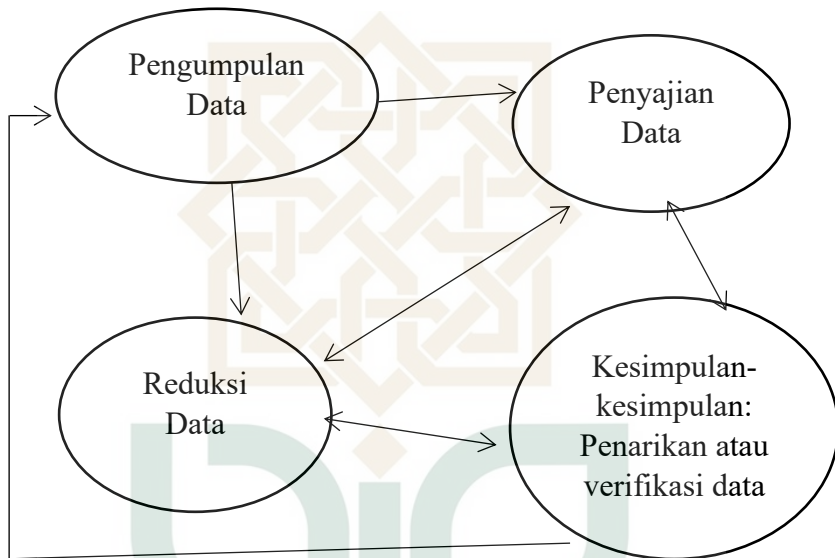 Pengumpulan
Data
Penyajian
Data
Reduksi
Data
Kesimpulan-
kesimpulan:
Penarikan atau
verifikasi data